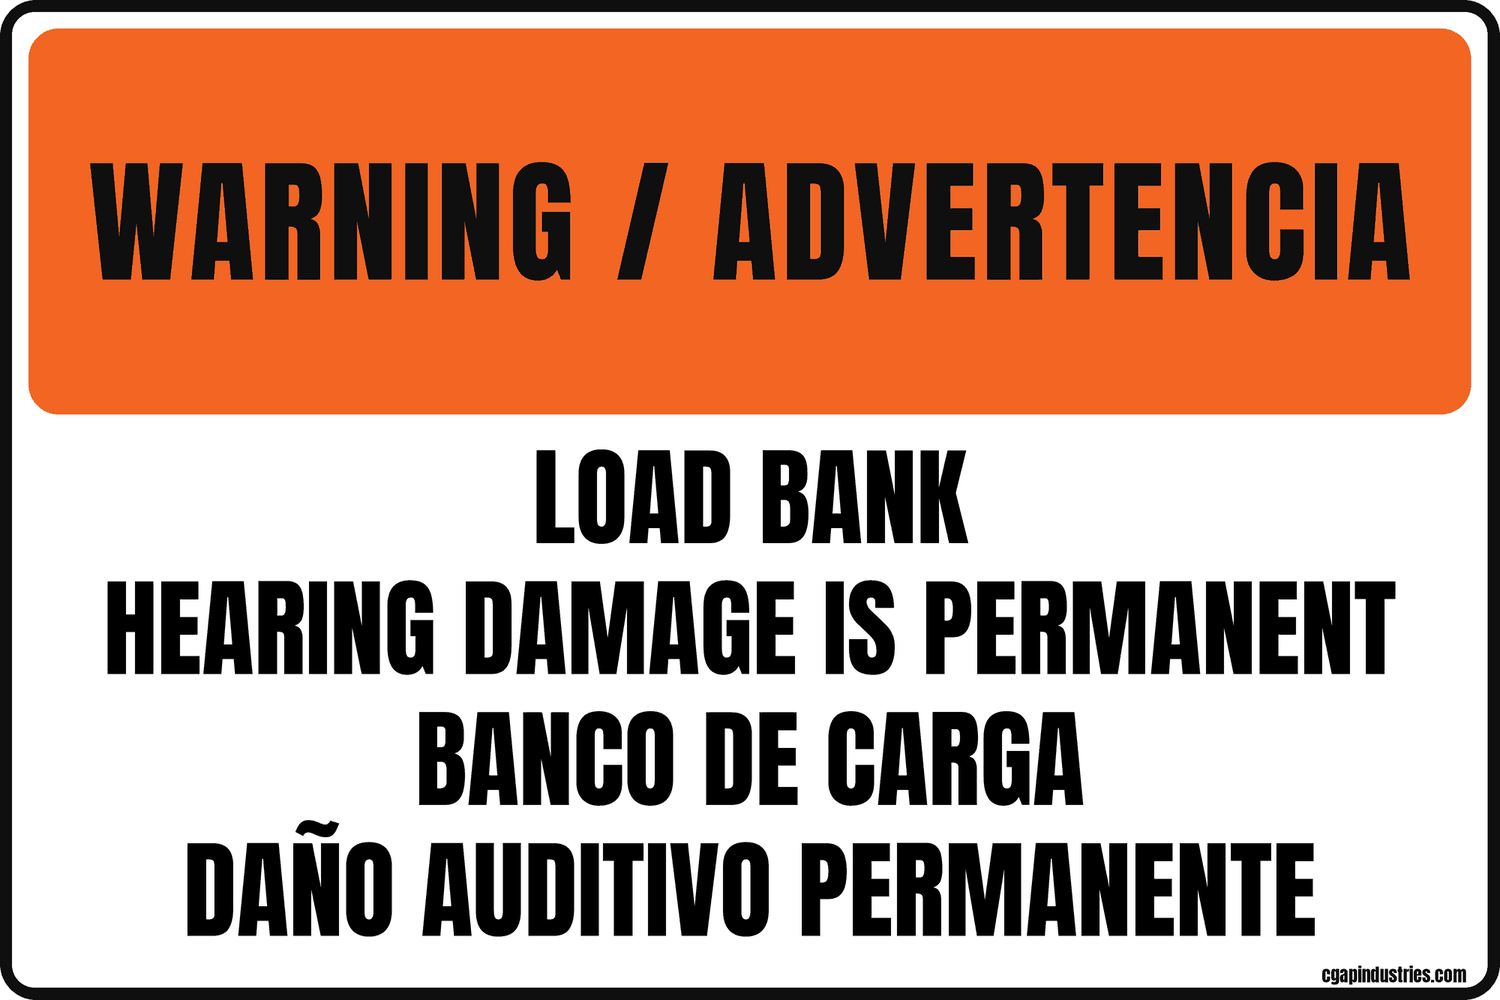 WARNING / ADVERTENCIA
LOAD BANK
HEARING DAMAGE IS PERMANENT
BANCO DE CARGA
DAÑO AUDITIVO PERMANENTE
cgapindustries.com